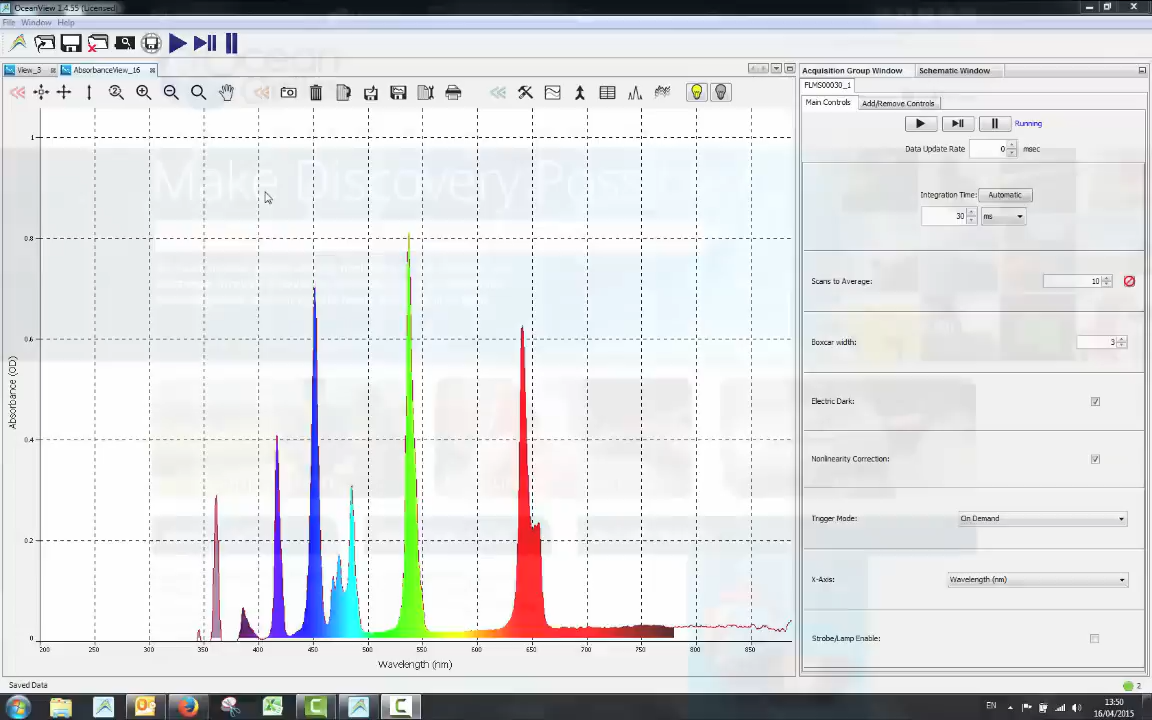 OceanView 1.4.55 (Licensed)
File Window Help
View_3 AbsorbanceView_16
Acquisition Group Window Schematic Window
FLMS00030_1
Main Controls Add/Remove Controls
Running
Data Update Rate 0 msec
Integration Time: Automatic
30 ms
Scans to Average: 10
Boxcar width: 3
Electric Dark:
Nonlinearity Correction:
Trigger Mode: On Demand
X-Axis: Wavelength (nm)
Strobe/Lamp Enable:
Make Discovery
Absorbance (OD)
1
0.8
0.6
0.4
0.2
0
200 250 300 350 400 450 500 550 600 650 700 750 800 850
Wavelength (nm)
Saved Data
2
EN
13:50
16/04/2015